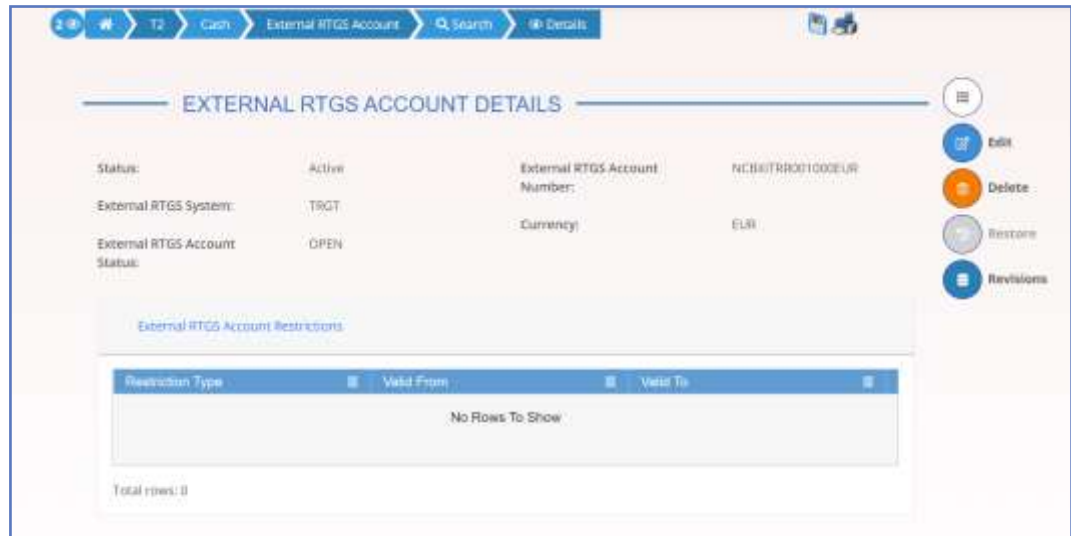 2
T2
Cash
External RTGS Account
Search
Details
EXTERNAL RTGS ACCOUNT DETAILS
Edit
Delete
Restore
Revisions
Status:
Active
External RTGS Account
Number:
External RTGS System:
TRGT
Currency:
EUR
External RTGS Account
Status:
OPEN
External RTGS Account Restrictions
Restriction Type
Valid From
Valid To
No Rows To Show
Total rows: 0